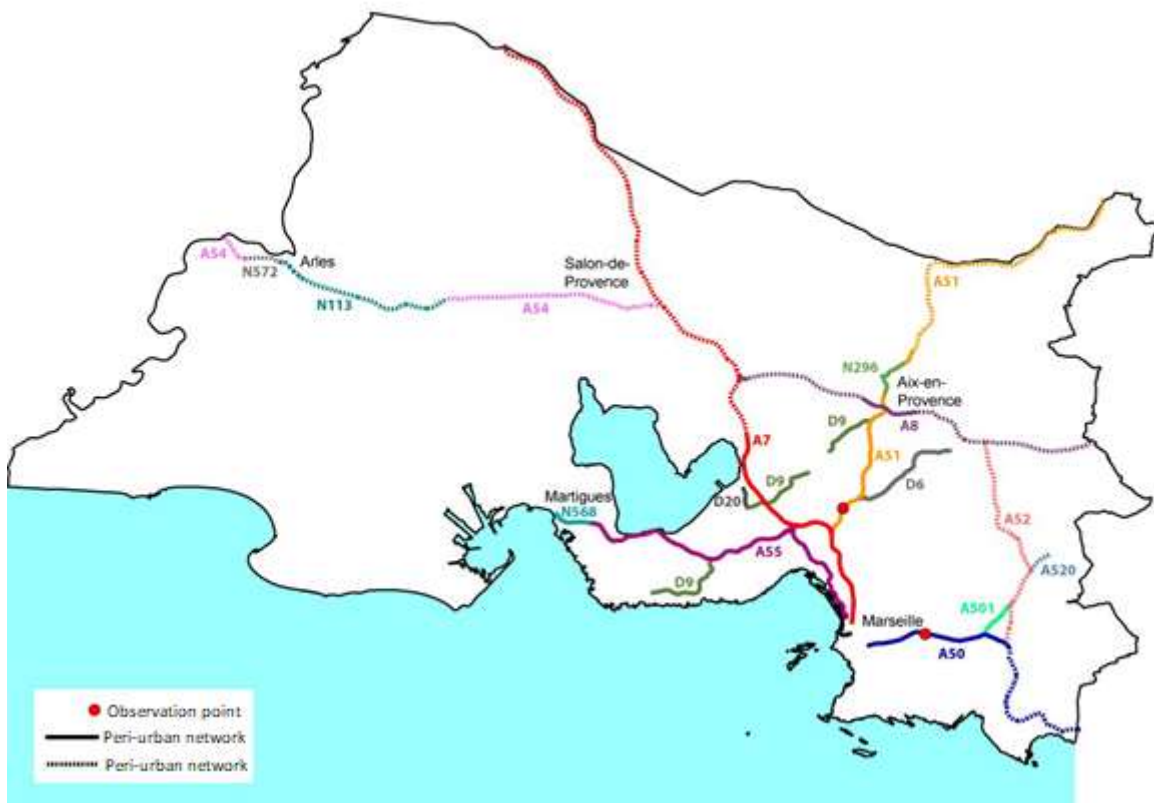 A54
N572
Arles
N113
A54
Salon-de-
Provence
A51
N296
Aix-en-
Provence
D9
A8
A7
A51
D9
D20
D6
Martigues
N568
A55
D9
A52
A520
A501
Marseille
A50
Observation point
Peri-urban network
Peri-urban network